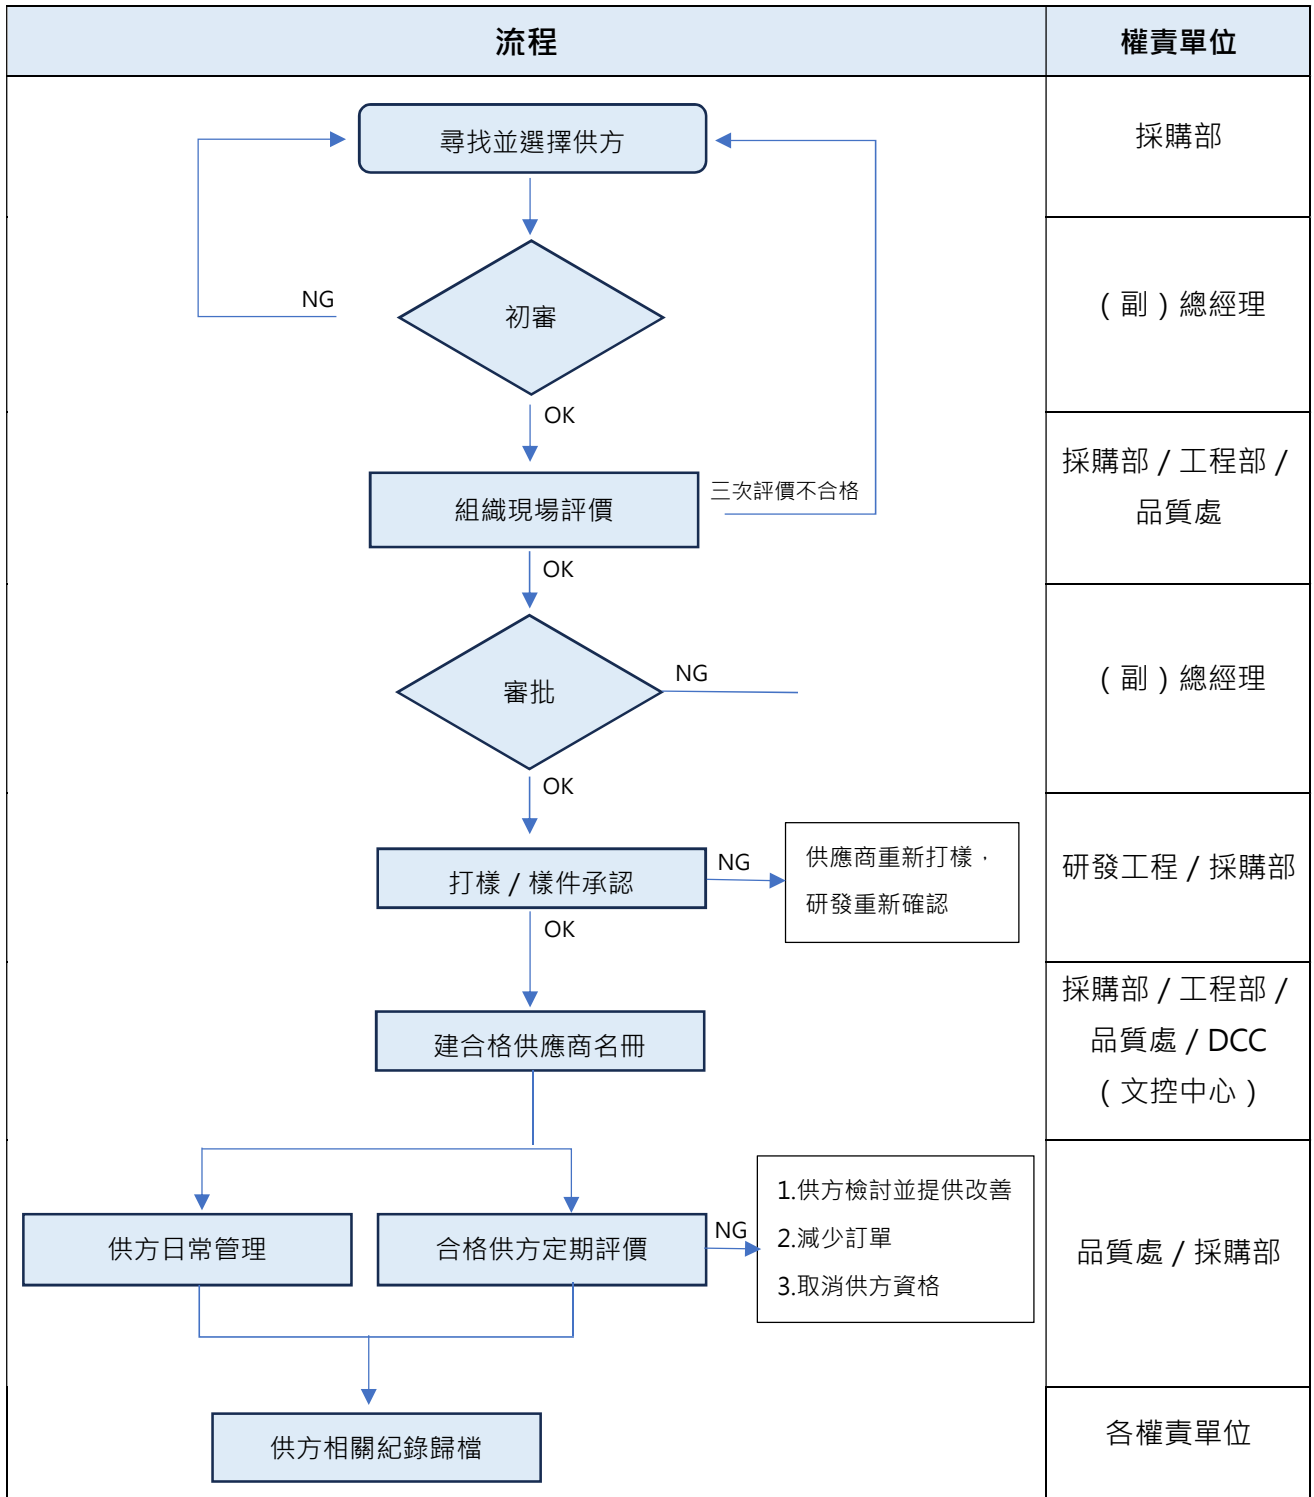 流程
權責單位
尋找並選擇供方
採購部
NG
初審
(副)總經理
OK
組織現場評價
三次評價不合格
採購部 / 工程部 /
品質處
OK
審批
NG
(副)總經理
OK
打樣 / 樣件承認
NG
供應商重新打樣，
研發重新確認
研發工程 / 採購部
OK
建合格供應商名冊
採購部 / 工程部 /
品質處 / DCC
(文控中心)
供方日常管理
合格供方定期評價
NG
1.供方檢討並提供改善
2.減少訂單
3.取消供方資格
品質處 / 採購部
供方相關紀錄歸檔
各權責單位